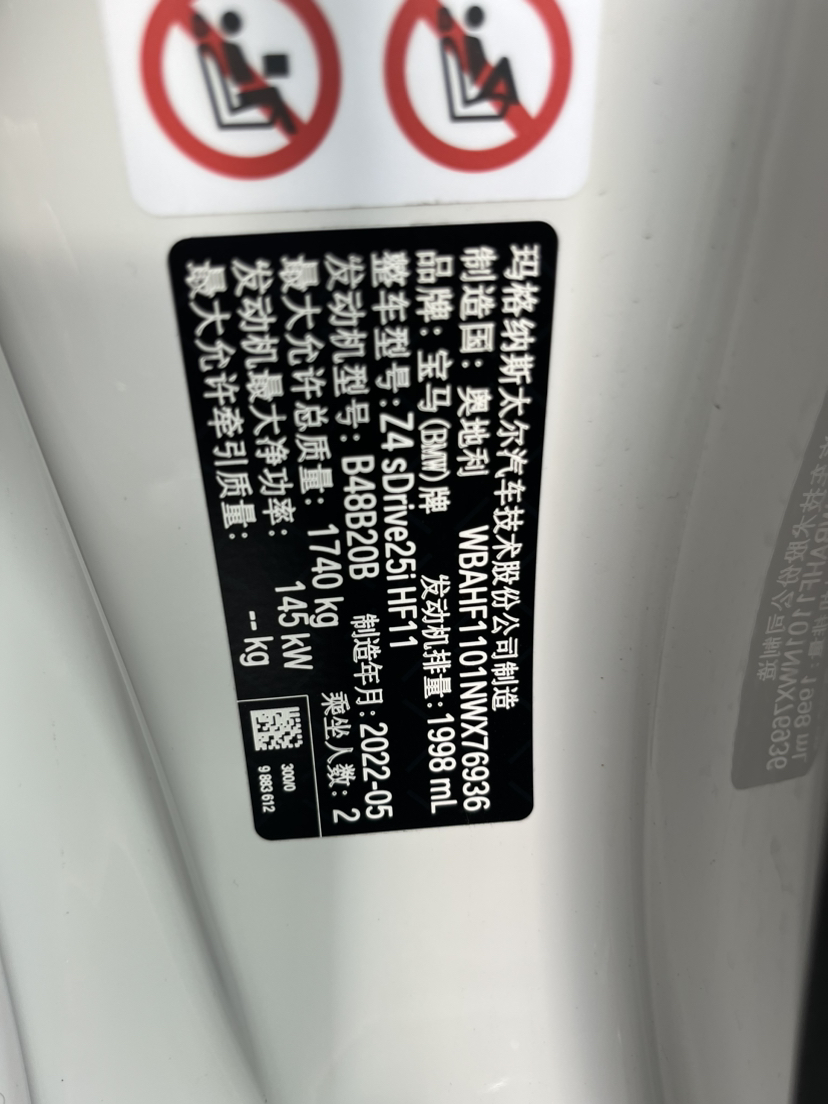 玛格纳斯太尔汽车技术股份公司制造
制造国：奥地利 WBAHF1101NWX76936
品牌：宝马(BMW)牌 发动机排量：1998 mL
整车型号：Z4 sDrive25i HF11
发动机型号：B48B20B 制造年月：2022-05
最大允许总质量：1740 kg 乘坐人数：2
发动机最大净功率：145 kW
最大允许牵引质量：-- kg
300/0
9 883 612